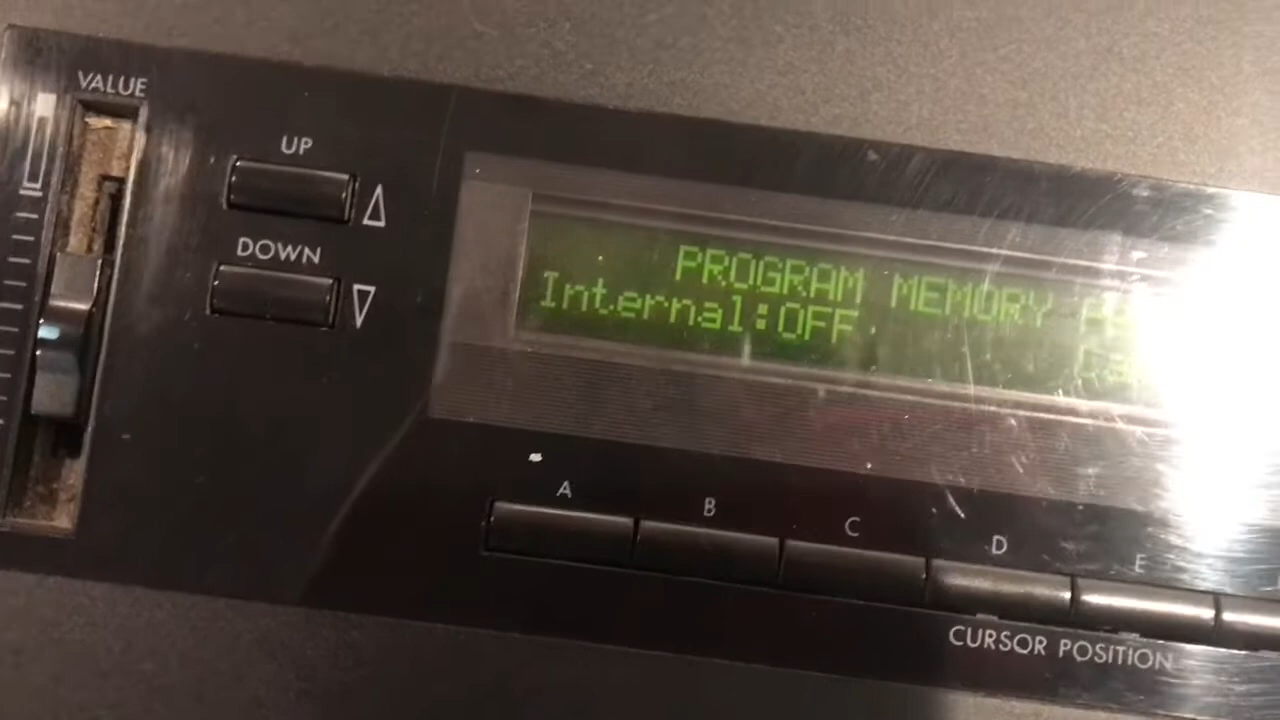 VALUE
UP
DOWN
PROGRAM MEMORY
Internal:OFF
A
B
C
D
E
CURSOR POSITION